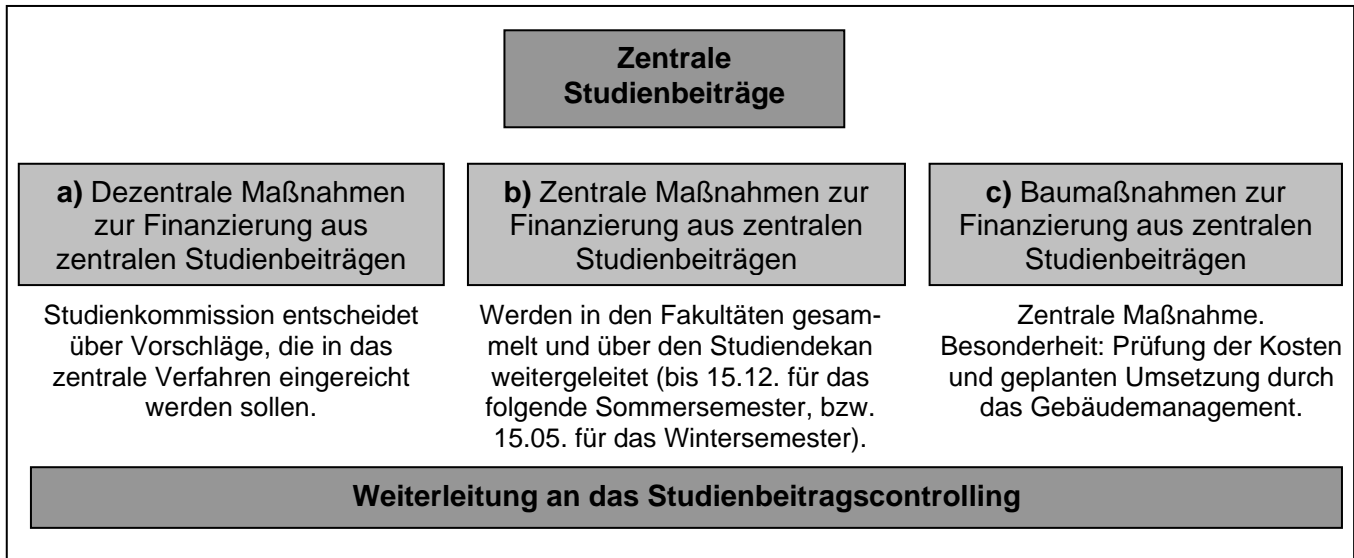 Zentrale
Studienbeiträge
a) Dezentrale Maßnahmen
zur Finanzierung aus
zentralen Studienbeiträgen
Studienkommission entscheidet
über Vorschläge, die in das
zentrale Verfahren eingereicht
werden sollen.
b) Zentrale Maßnahmen zur
Finanzierung aus zentralen
Studienbeiträgen
Werden in den Fakultäten gesam-
melt und über den Studiendekan
weitergeleitet (bis 15.12. für das
folgende Sommersemester, bzw.
15.05. für das Wintersemester).
c) Baumaßnahmen zur
Finanzierung aus zentralen
Studienbeiträgen
Zentrale Maßnahme.
Besonderheit: Prüfung der Kosten
und geplanten Umsetzung durch
das Gebäudemanagement.
Weiterleitung an das Studienbeitragscontrolling